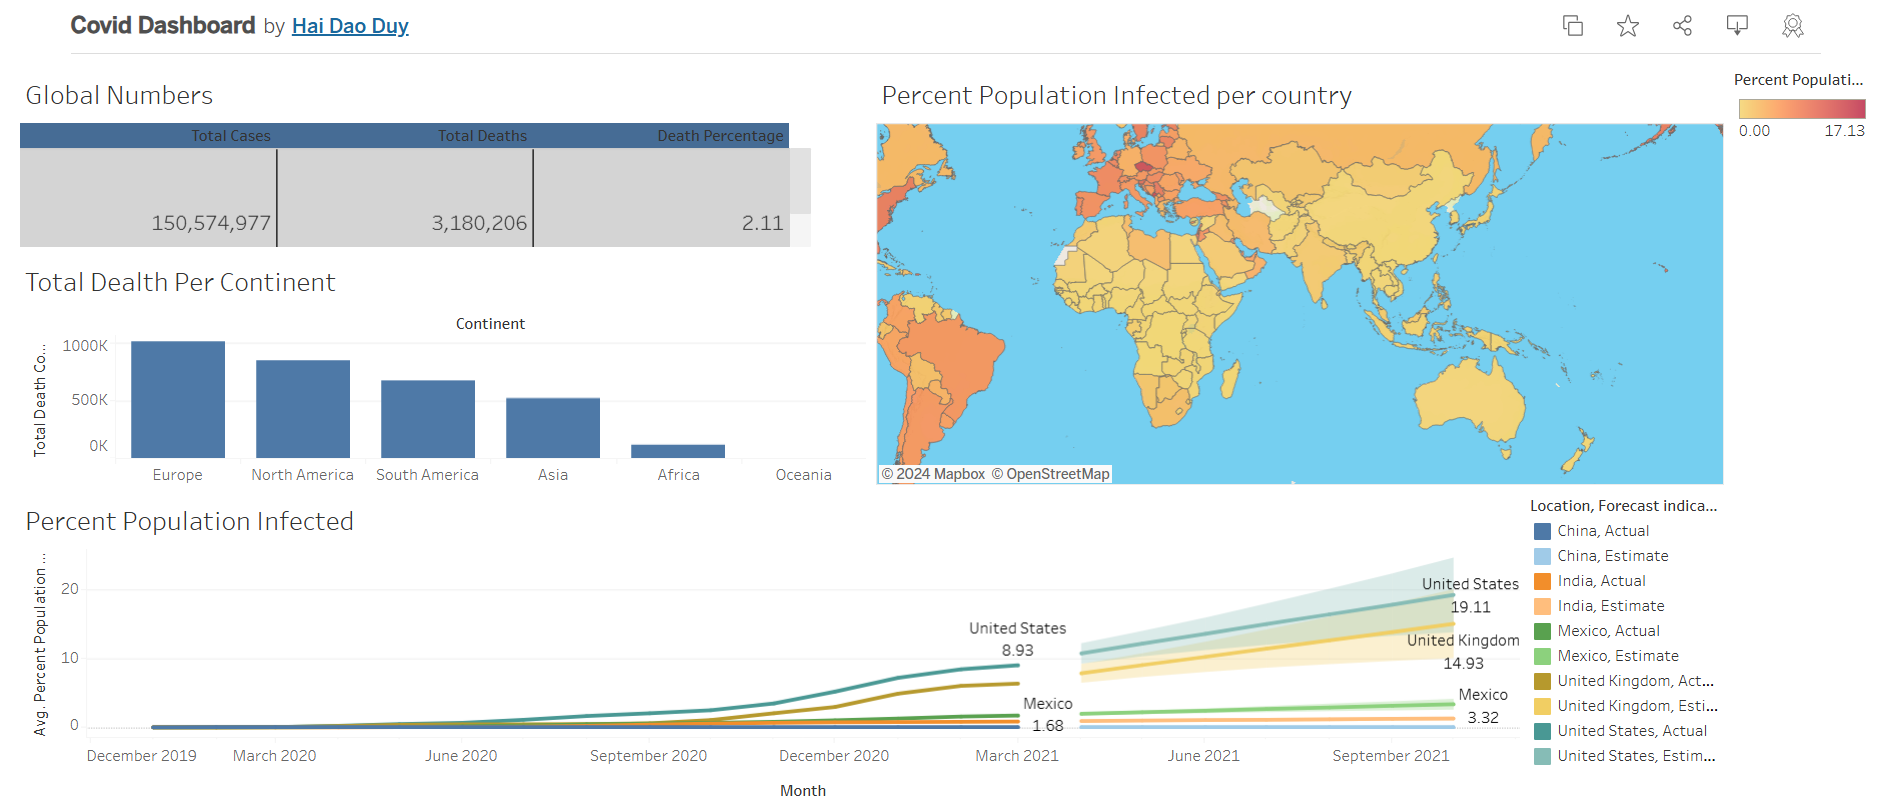 Covid Dashboard by Hai Dao Duy
Global Numbers
Total Cases Total Deaths Death Percentage
150,574,977 3,180,206 2.11
Total Dealth Per Continent
Continent
Total Death Co...
1000K
500K
0K
Europe North America South America Asia Africa Oceania
Percent Population Infected per country
© 2024 Mapbox © OpenStreetMap
Percent Populati...
0.00 17.13
Percent Population Infected
Avg. Percent Population ...
20
10
0
United States
8.93
Mexico
1.68
United States
19.11
United Kingdom
14.93
Mexico
3.32
December 2019 March 2020 June 2020 September 2020 December 2020 March 2021 June 2021 September 2021
Month
Location, Forecast indica...
China, Actual
China, Estimate
India, Actual
India, Estimate
Mexico, Actual
Mexico, Estimate
United Kingdom, Act...
United Kingdom, Esti...
United States, Actual
United States, Estim...